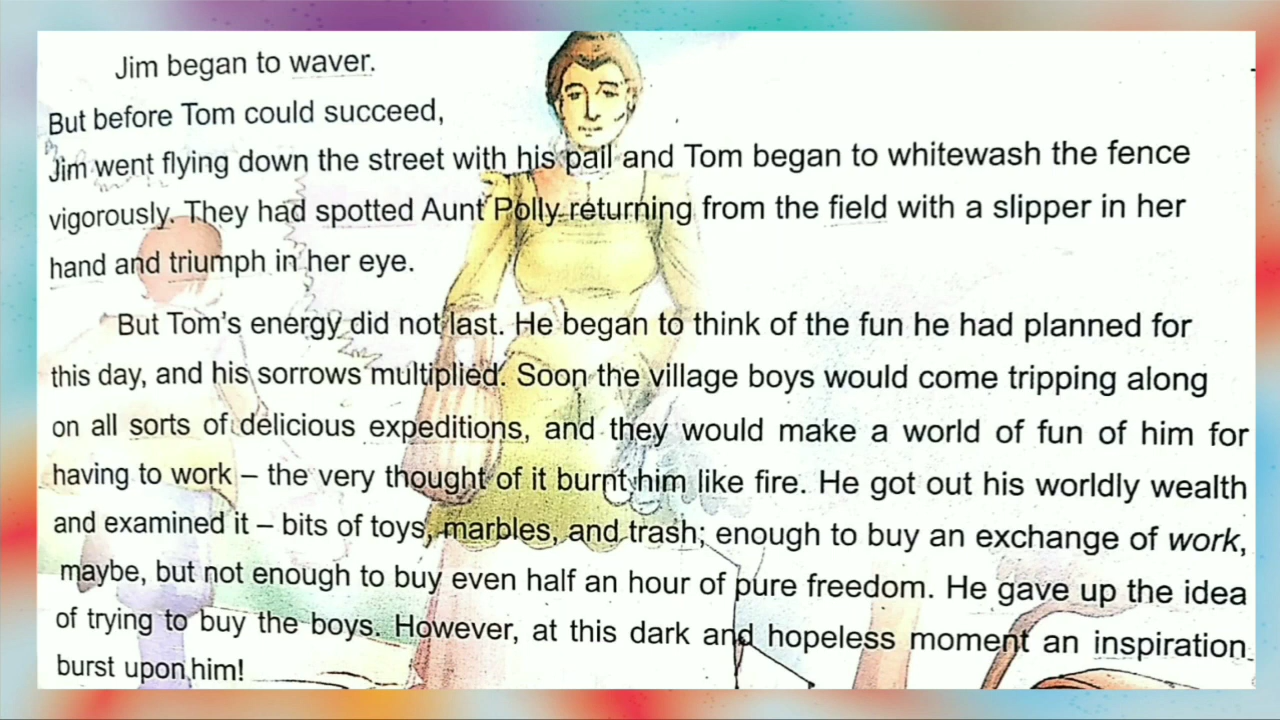 Jim began to waver.
But before Tom could succeed,
Jim went flying down the street with his pail and Tom began to whitewash the fence
vigorously. They had spotted Aunt Polly returning from the field with a slipper in her
hand and triumph in her eye.
But Tom's energy did not last. He began to think of the fun he had planned for
this day, and his sorrows multiplied. Soon the village boys would come tripping along
on all sorts of delicious expeditions, and they would make a world of fun of him for
having to work – the very thought of it burnt him like fire. He got out his worldly wealth
and examined it – bits of toys, marbles, and trash; enough to buy an exchange of work,
maybe, but not enough to buy even half an hour of pure freedom. He gave up the idea
of trying to buy the boys. However, at this dark and hopeless moment an inspiration
burst upon him!